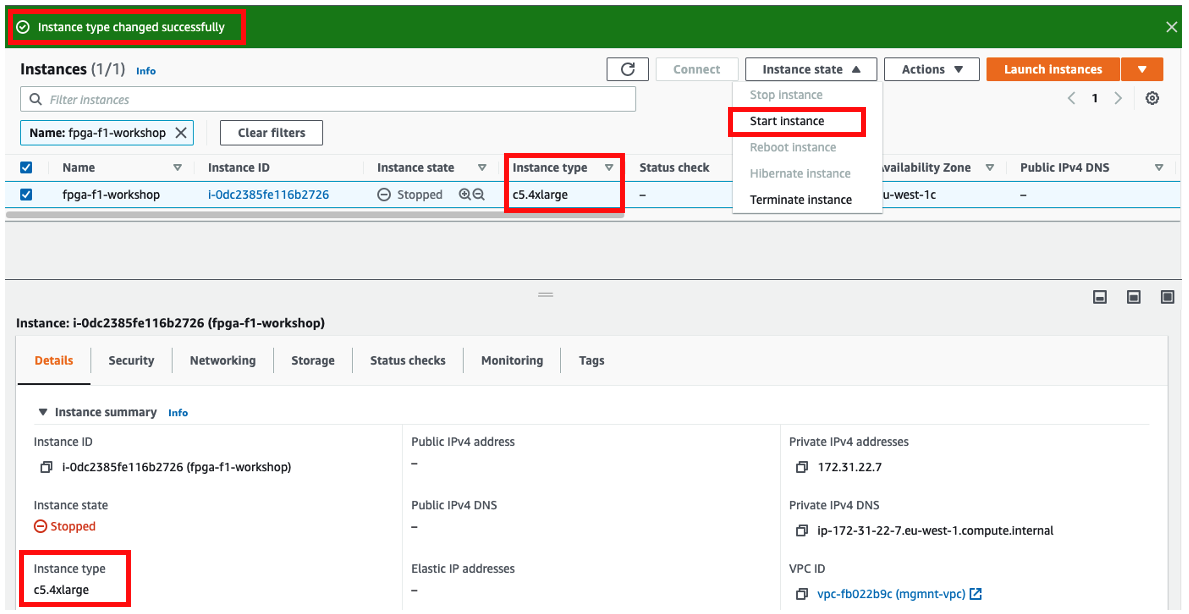 Instance type changed successfully
Instances (1/1) Info
Connect
Instance state
Actions
Launch instances
Filter instances
1
Name: fpga-f1-workshop
Clear filters
Stop instance
Start instance
Reboot instance
Hibernate instance
Terminate instance
Name
Instance ID
Instance state
Instance type
Status check
vailability Zone
Public IPv4 DNS
fpga-f1-workshop
i-0dc2385fe116b2726
Stopped
c5.4xlarge
–
eu-west-1c
–
Instance: i-0dc2385fe116b2726 (fpga-f1-workshop)
Details
Security
Networking
Storage
Status checks
Monitoring
Tags
Instance summary Info
Instance ID
i-0dc2385fe116b2726 (fpga-f1-workshop)
Public IPv4 address
–
Private IPv4 addresses
172.31.22.7
Instance state
Stopped
Public IPv4 DNS
–
Private IPv4 DNS
ip-172-31-22-7.eu-west-1.compute.internal
Instance type
c5.4xlarge
Elastic IP addresses
–
VPC ID
vpc-fb022b9c (mgmnt-vpc)